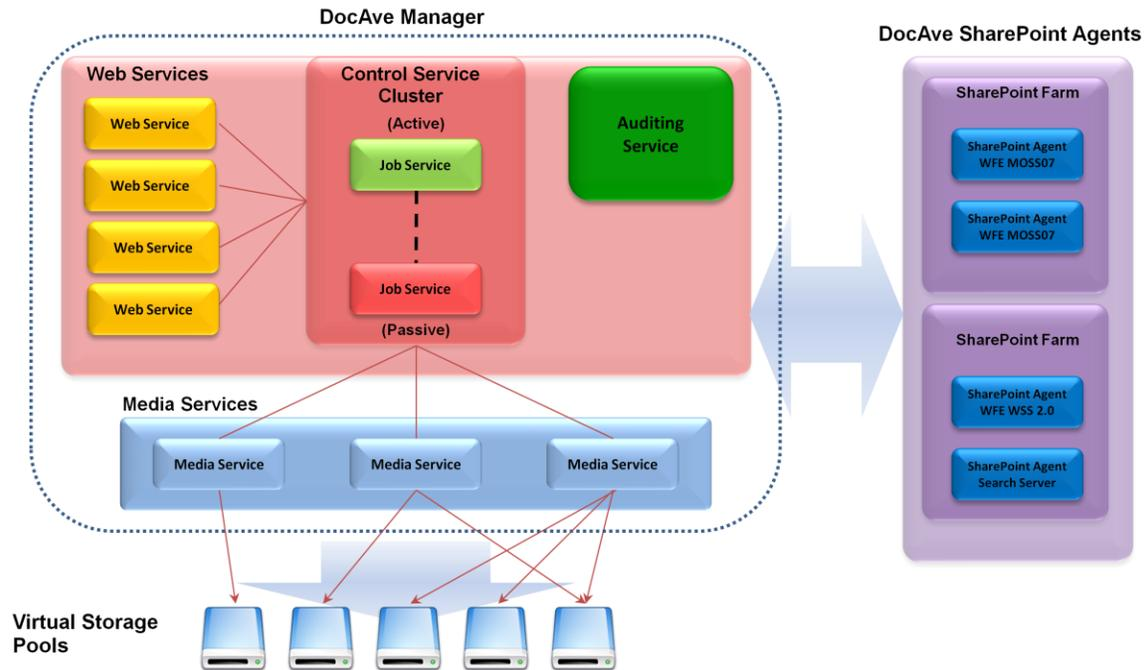 DocAve Manager
DocAve SharePoint Agents
Web Services
Web Service
Web Service
Web Service
Web Service
Control Service
Cluster
(Active)
Job Service
Job Service
(Passive)
Auditing
Service
SharePoint Farm
SharePoint Agent
WFE MOSS07
SharePoint Agent
WFE MOSS07
SharePoint Farm
SharePoint Agent
WFE WSS 2.0
SharePoint Agent
Search Server
Media Services
Media Service
Media Service
Media Service
Virtual Storage
Pools